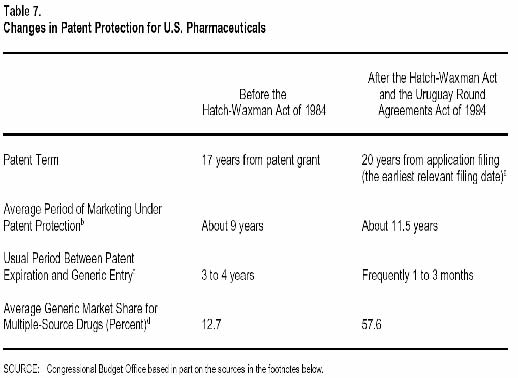 Table 7.
Changes in Patent Protection for U.S. Pharmaceuticals
After the Hatch-Waxman Act
Before the and the Uruguay Round
Hatch-Waxman Act of 1984 Agreements Act of 1994
Patent Term 17 years from patent grant 20 years from application filing
(the earliest relevant filing date)
Average Period of Marketing Under
Patent Protectionb About 9 years About 11.5 years
Usual Period Between Patent
Expiration and Generic Entryc 3 to 4 years Frequently 1 to 3 months
Average Generic Market Share for
Multiple-Source Drugs (Percent)d 12.7 57.6
SOURCE: Congressional Budget Office based in part on the sources in the footnotes below.